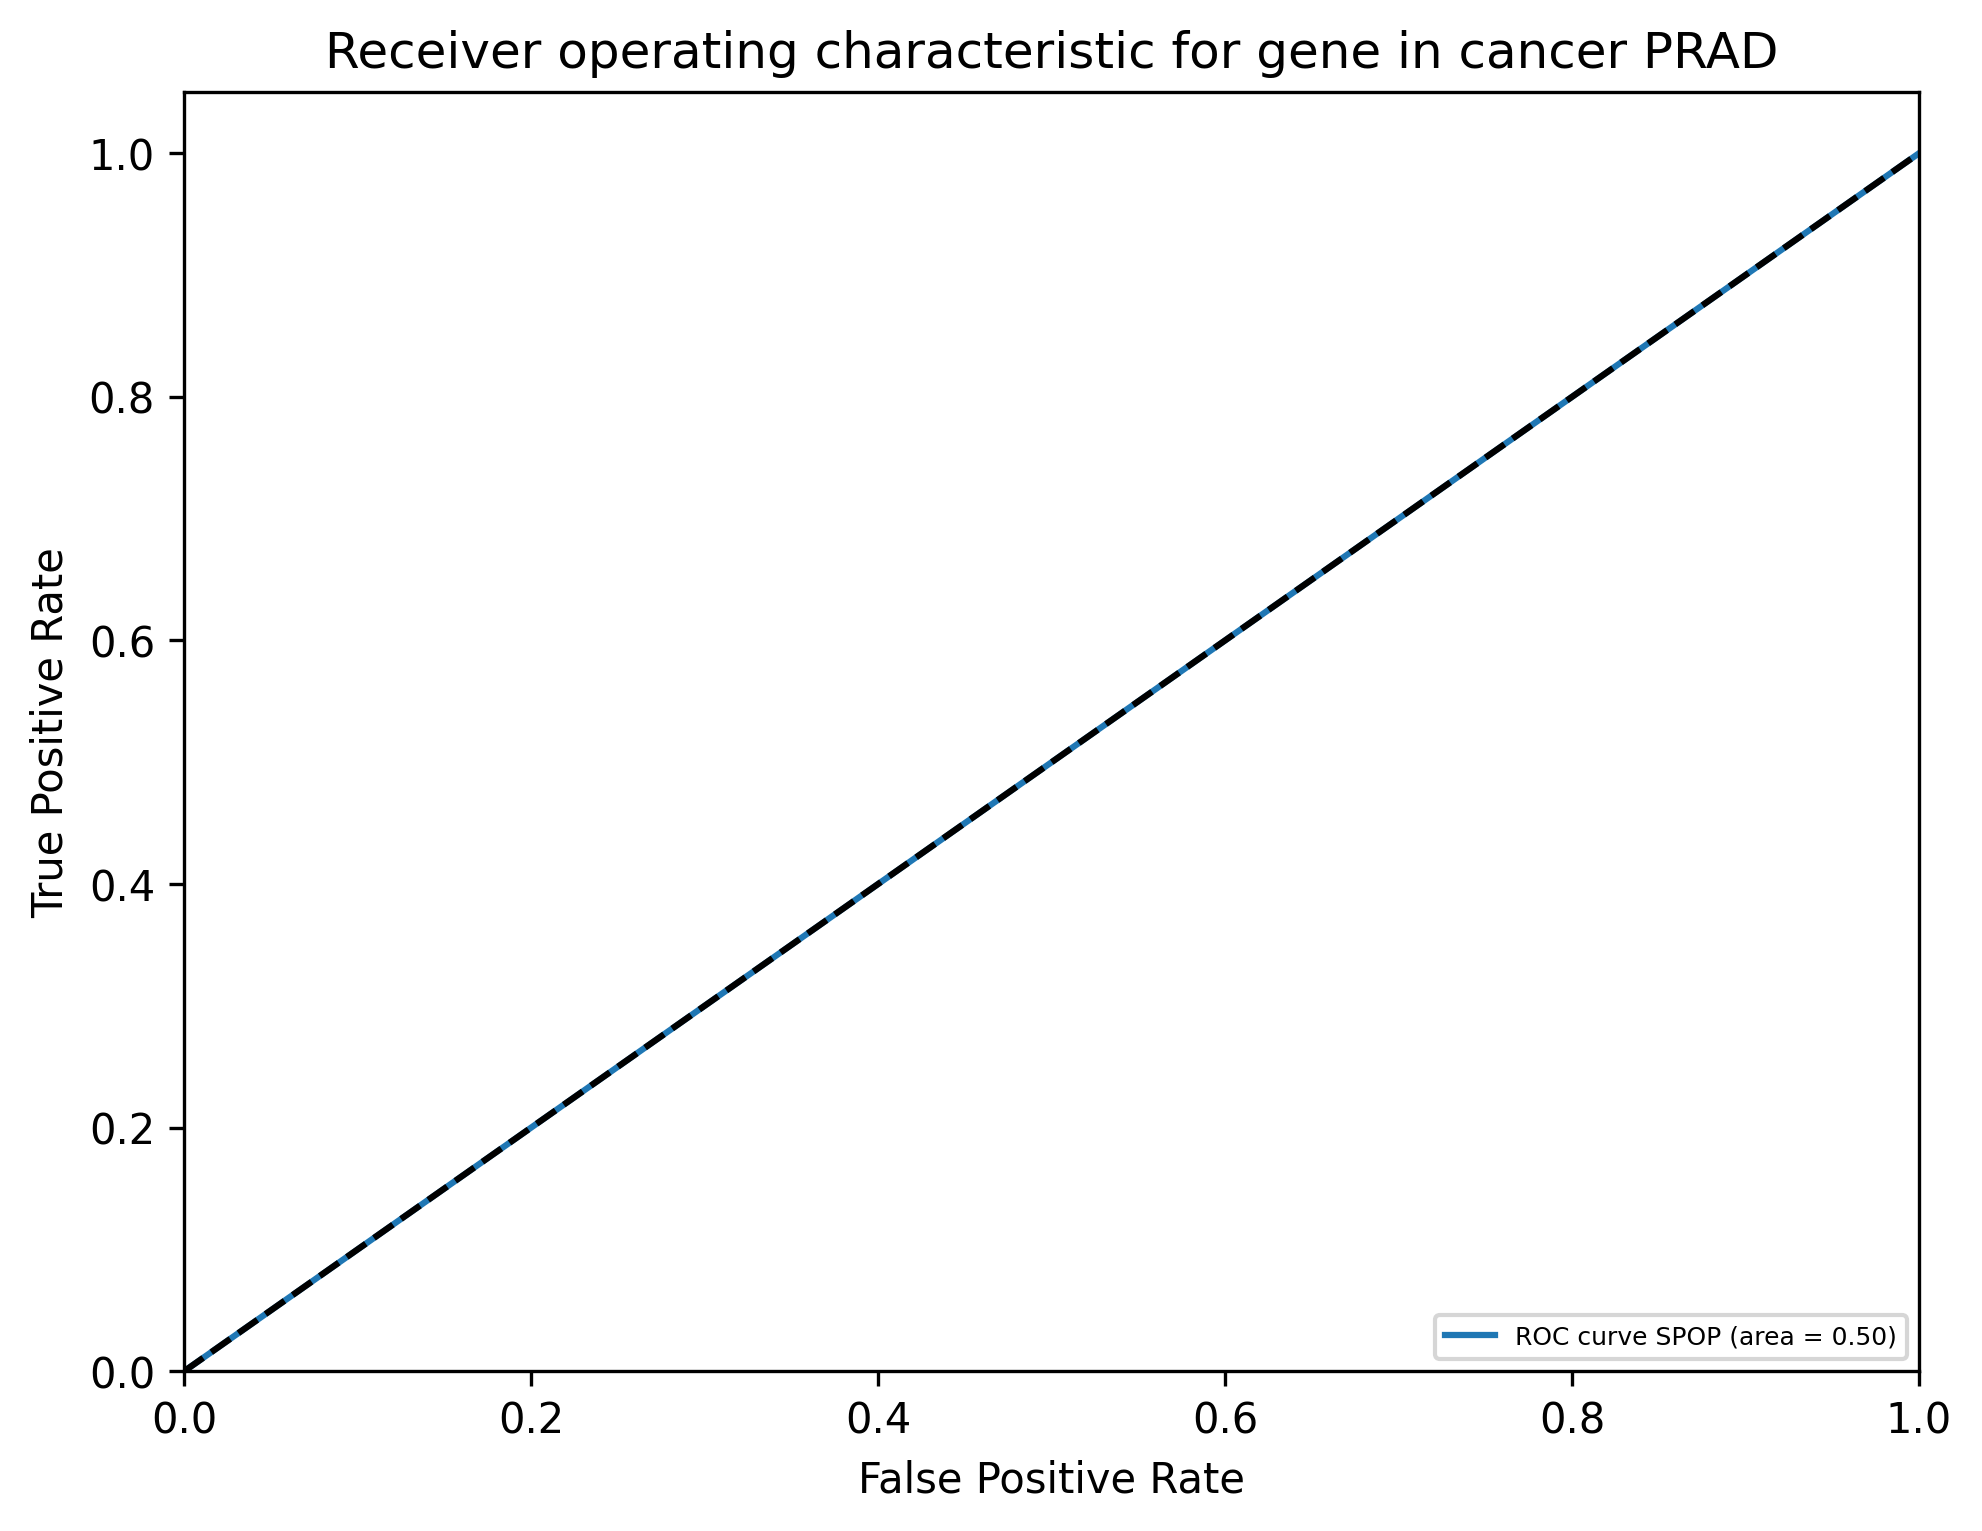 Receiver operating characteristic for gene in cancer PRAD
1.0
0.8
0.6
0.4
0.2
0.0
True Positive Rate
ROC curve SPOP (area = 0.50)
0.0 0.2 0.4 0.6 0.8 1.0
False Positive Rate